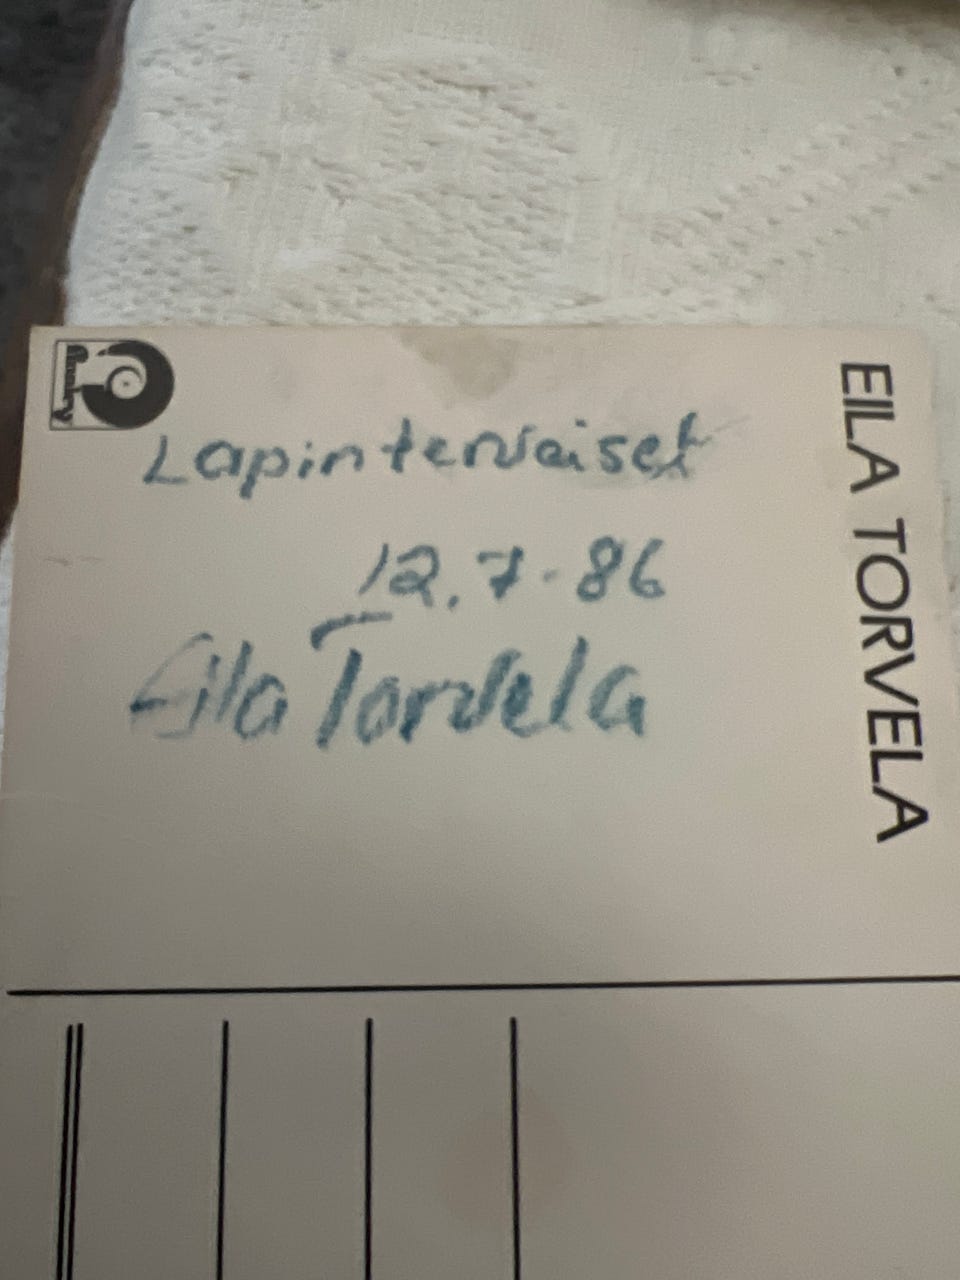 Lapinterveiset
12.7.86
Eila Torvela
EILA TORVELA